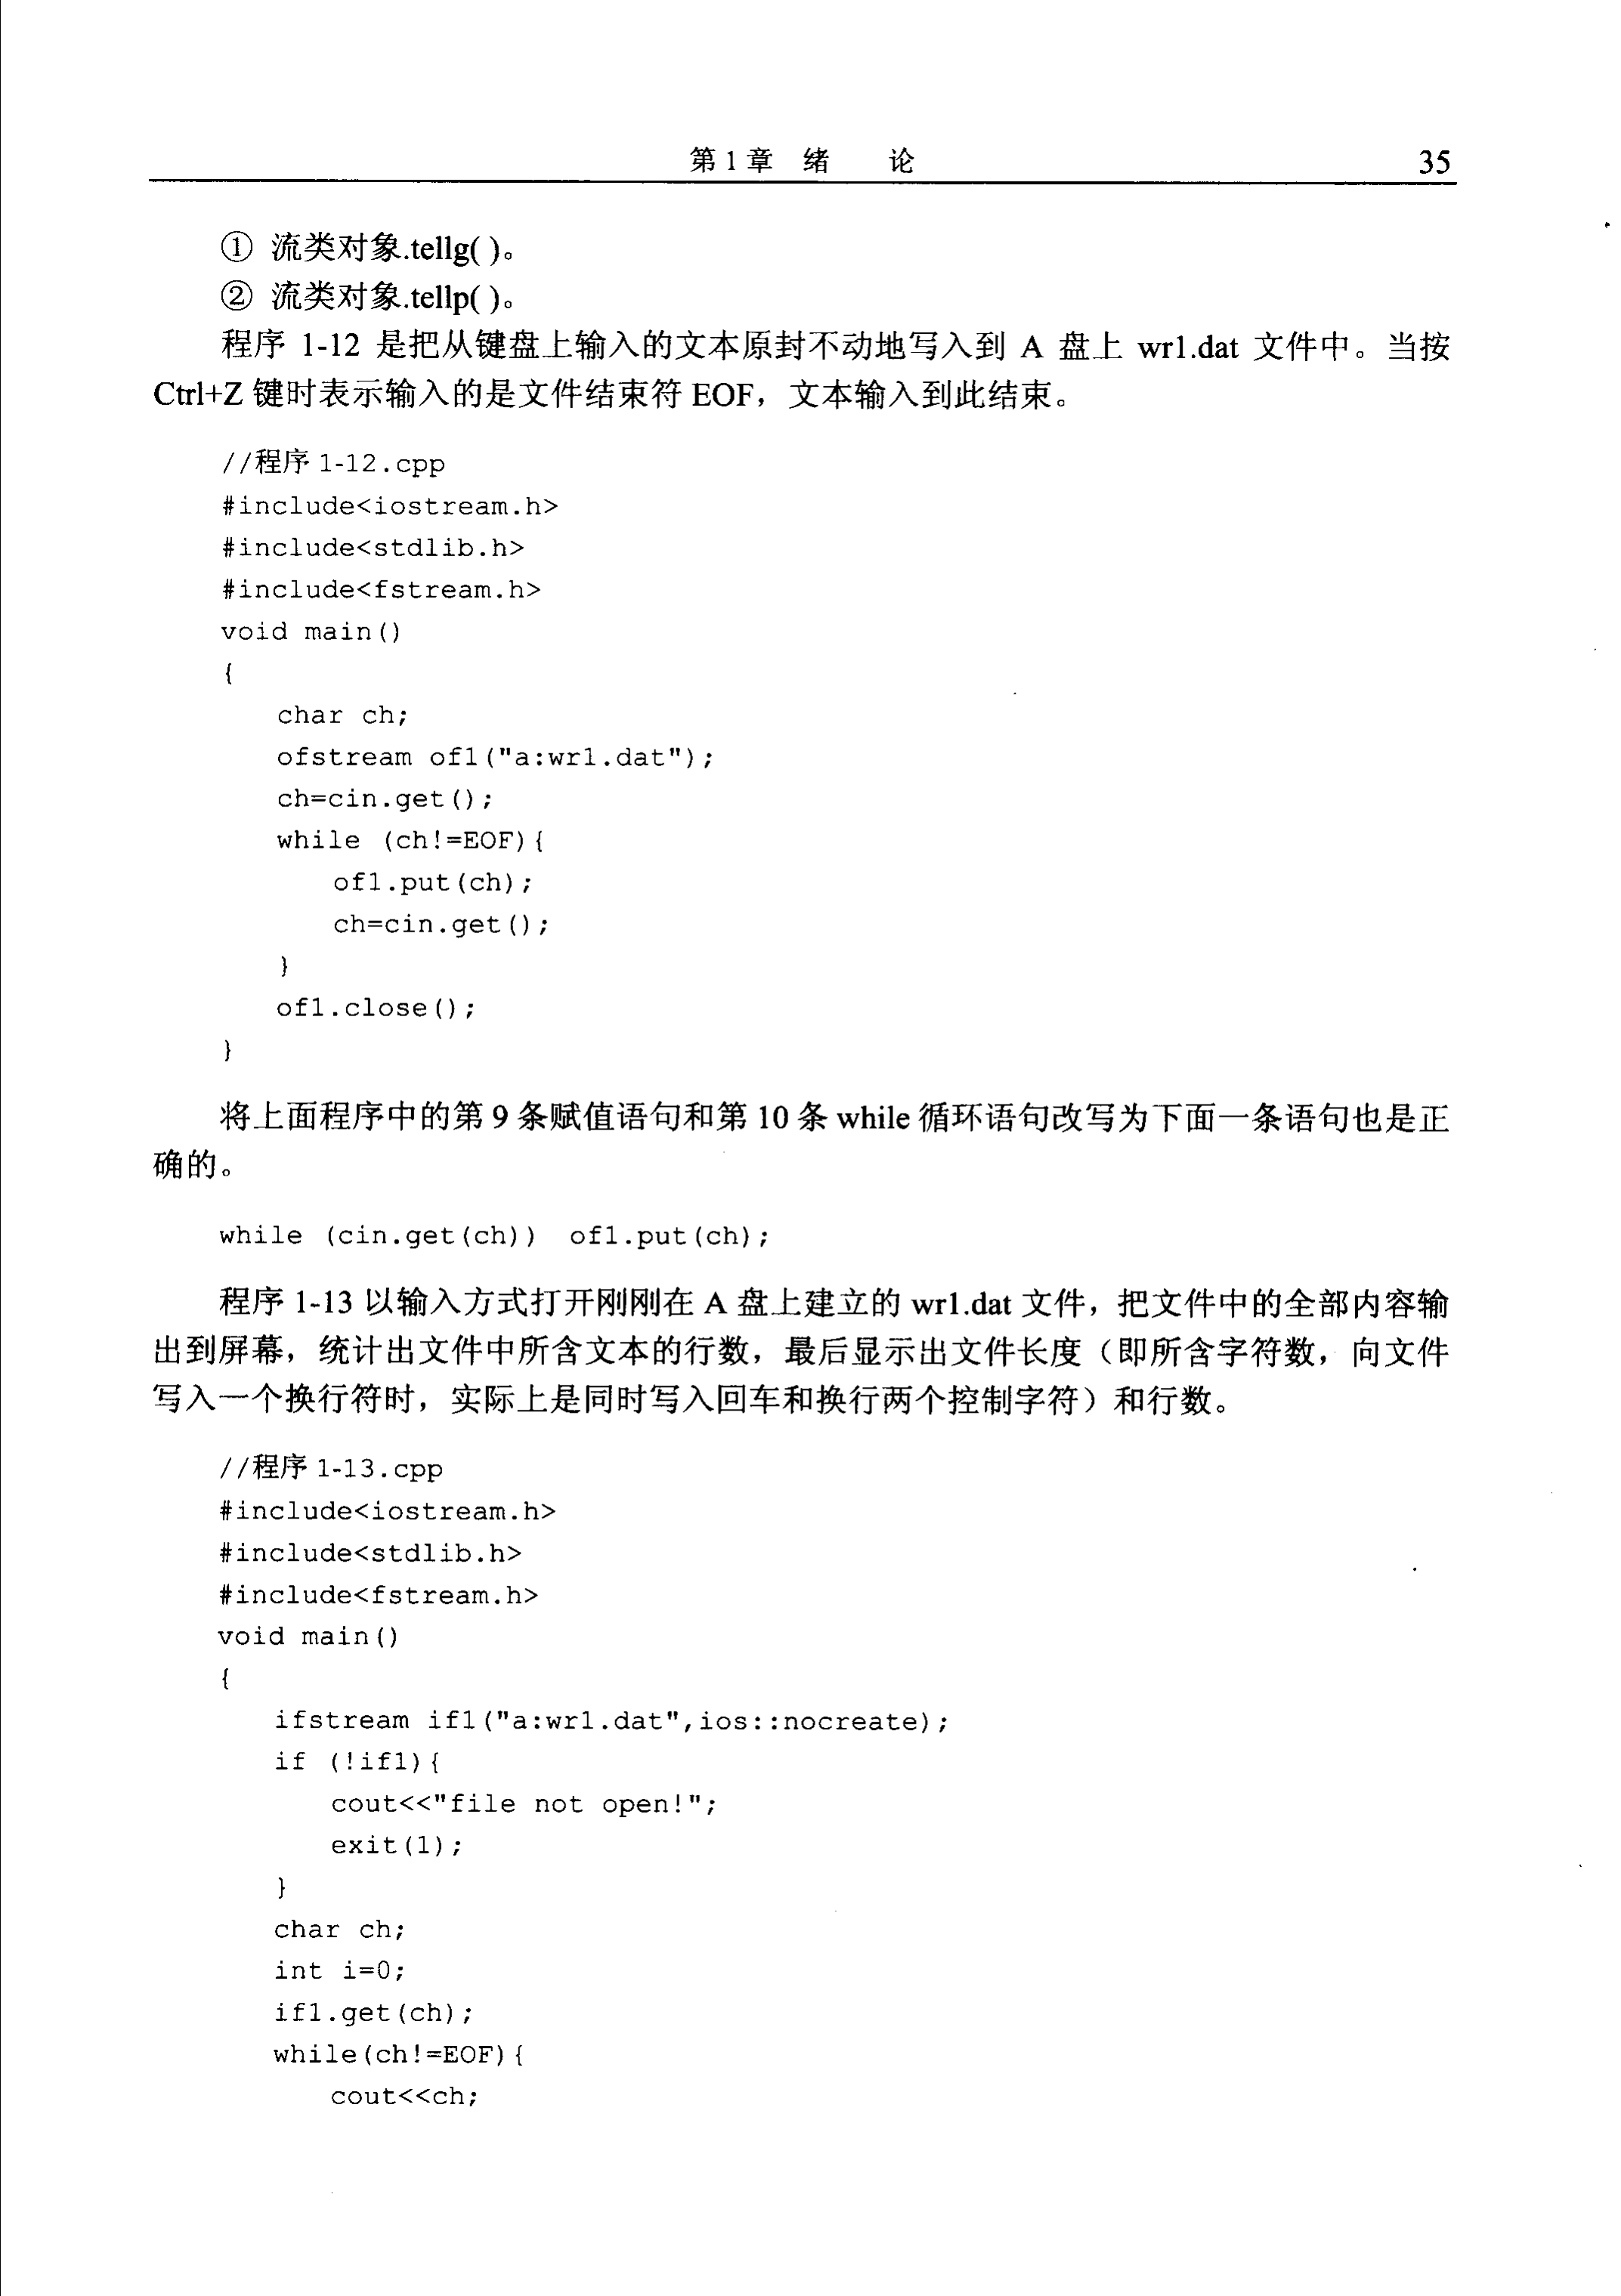 第 1 章 绪 论 35
① 流类对象.tellg( )。
② 流类对象.tellp( )。
程序 1-12 是把从键盘上输入的文本原封不动地写入到 A 盘上 wr1.dat 文件中。当按
Ctrl+Z 键时表示输入的是文件结束符 EOF，文本输入到此结束。
//程序 1-12.cpp
#include<iostream.h>
#include<stdlib.h>
#include<fstream.h>
void main()
{
    char ch;
    ofstream of1("a:wr1.dat");
    ch=cin.get();
    while (ch!=EOF){
        of1.put(ch);
        ch=cin.get();
    }
    of1.close();
}
将上面程序中的第 9 条赋值语句和第 10 条 while 循环语句改写为下面一条语句也是正
确的。
while (cin.get(ch))  of1.put(ch);
程序 1-13 以输入方式打开刚刚在 A 盘上建立的 wr1.dat 文件，把文件中的全部内容输
出到屏幕，统计出文件中所含文本的行数，最后显示出文件长度（即所含字符数，向文件
写入一个换行符时，实际上是同时写入回车和换行两个控制字符）和行数。
//程序 1-13.cpp
#include<iostream.h>
#include<stdlib.h>
#include<fstream.h>
void main()
{
    ifstream if1("a:wr1.dat",ios::nocreate);
    if (!if1){
        cout<<"file not open!";
        exit(1);
    }
    char ch;
    int i=0;
    if1.get(ch);
    while(ch!=EOF){
        cout<<ch;